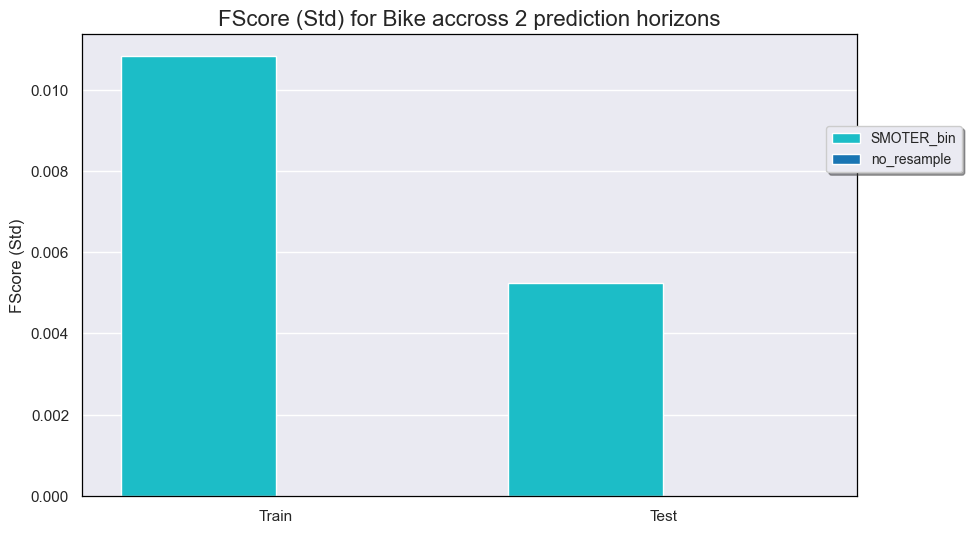 FScore (Std) for Bike accross 2 prediction horizons
FScore (Std)
0.010
0.008
0.006
0.004
0.002
0.000
Train
Test
SMOTER_bin
no_resample